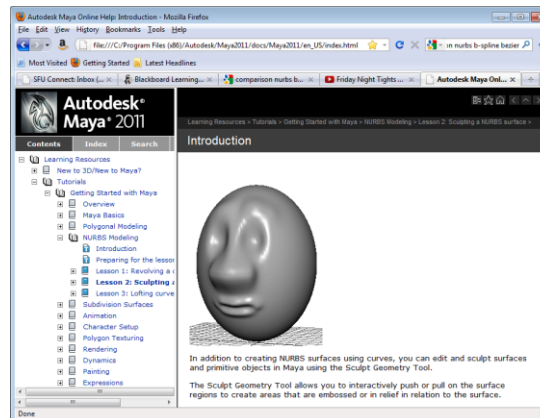 Autodesk Maya Online Help: Introduction - Mozilla Firefox
File Edit View History Bookmarks Tools Help
file:///C:/Program Files (x86)/Autodesk/Maya2011/docs/Maya2011/en_US/index.html
ın nurbs b-spline bezier
Most Visited Getting Started Latest Headlines
SFU Connect: Inbox (... Blackboard Learning... comparison nurbs b... Friday Night Tights ... Autodesk Maya Onl...
Autodesk®
Maya® 2011
Learning Resources > Tutorials > Getting Started with Maya > NURBS Modeling > Lesson 2: Sculpting a NURBS surface >
Contents Index Search
Introduction
Learning Resources
New to 3D/New to Maya?
Tutorials
Getting Started with Maya
Overview
Maya Basics
Polygonal Modeling
NURBS Modeling
Introduction
Preparing for the lesson
Lesson 1: Revolving a c
Lesson 2: Sculpting a
Lesson 3: Lofting curve
Subdivision Surfaces
Animation
Character Setup
Polygon Texturing
Rendering
Dynamics
Painting
Expressions
In addition to creating NURBS surfaces using curves, you can edit and sculpt surfaces
and primitive objects in Maya using the Sculpt Geometry Tool.
The Sculpt Geometry Tool allows you to interactively push or pull on the surface
regions to create areas that are embossed or in relief in relation to the surface.
Done